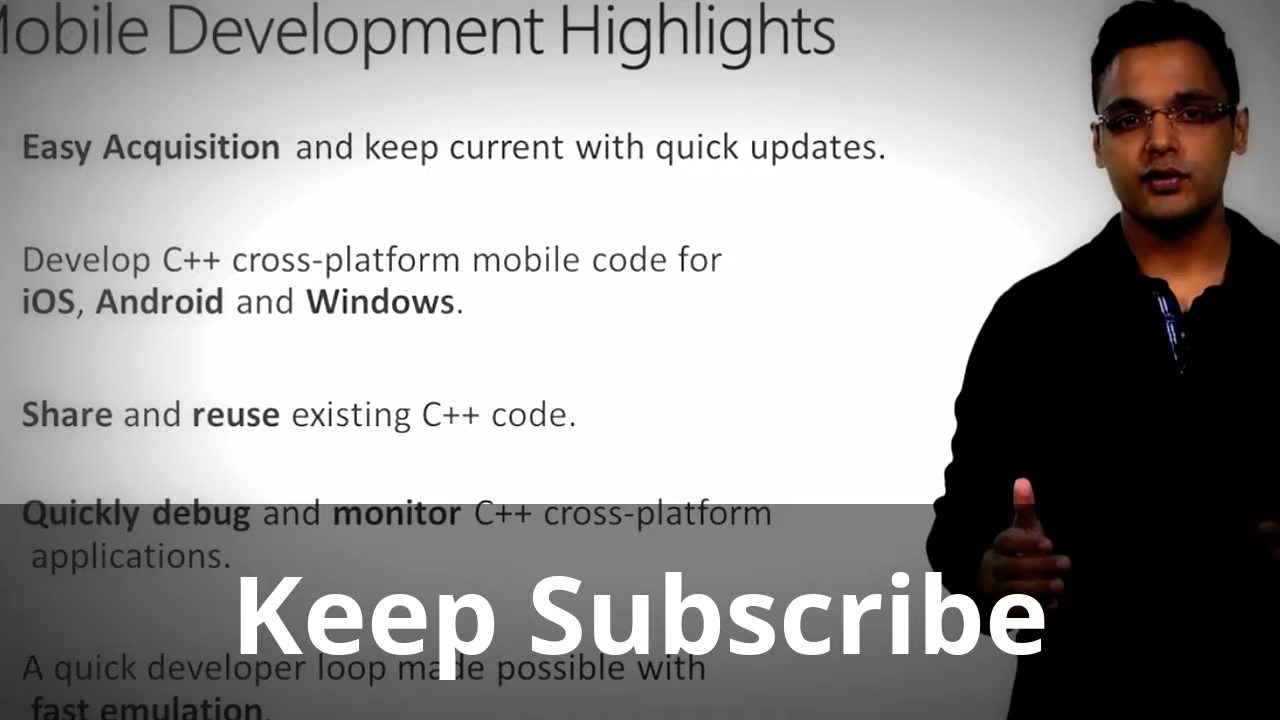 Mobile Development Highlights
Easy Acquisition and keep current with quick updates.
Develop C++ cross-platform mobile code for
iOS, Android and Windows.
Share and reuse existing C++ code.
Quickly debug and monitor C++ cross-platform
applications.
Keep Subscribe
A quick developer loop made possible with
fast emulation.